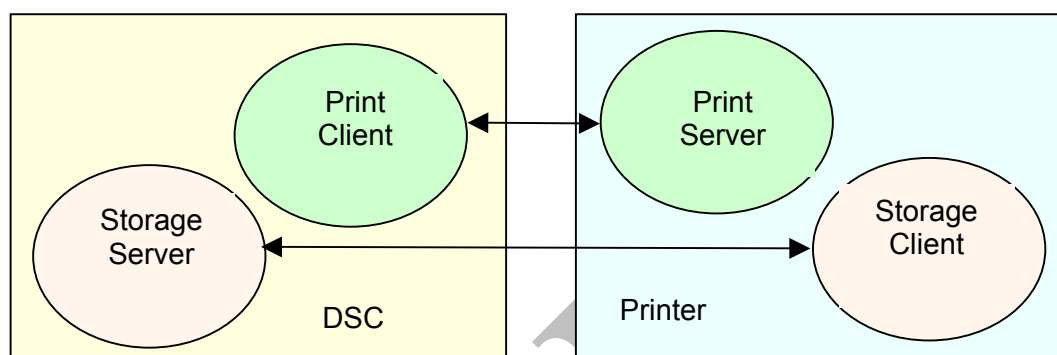 Print
Client
Print
Server
Storage
Server
Storage
Client
DSC
Printer